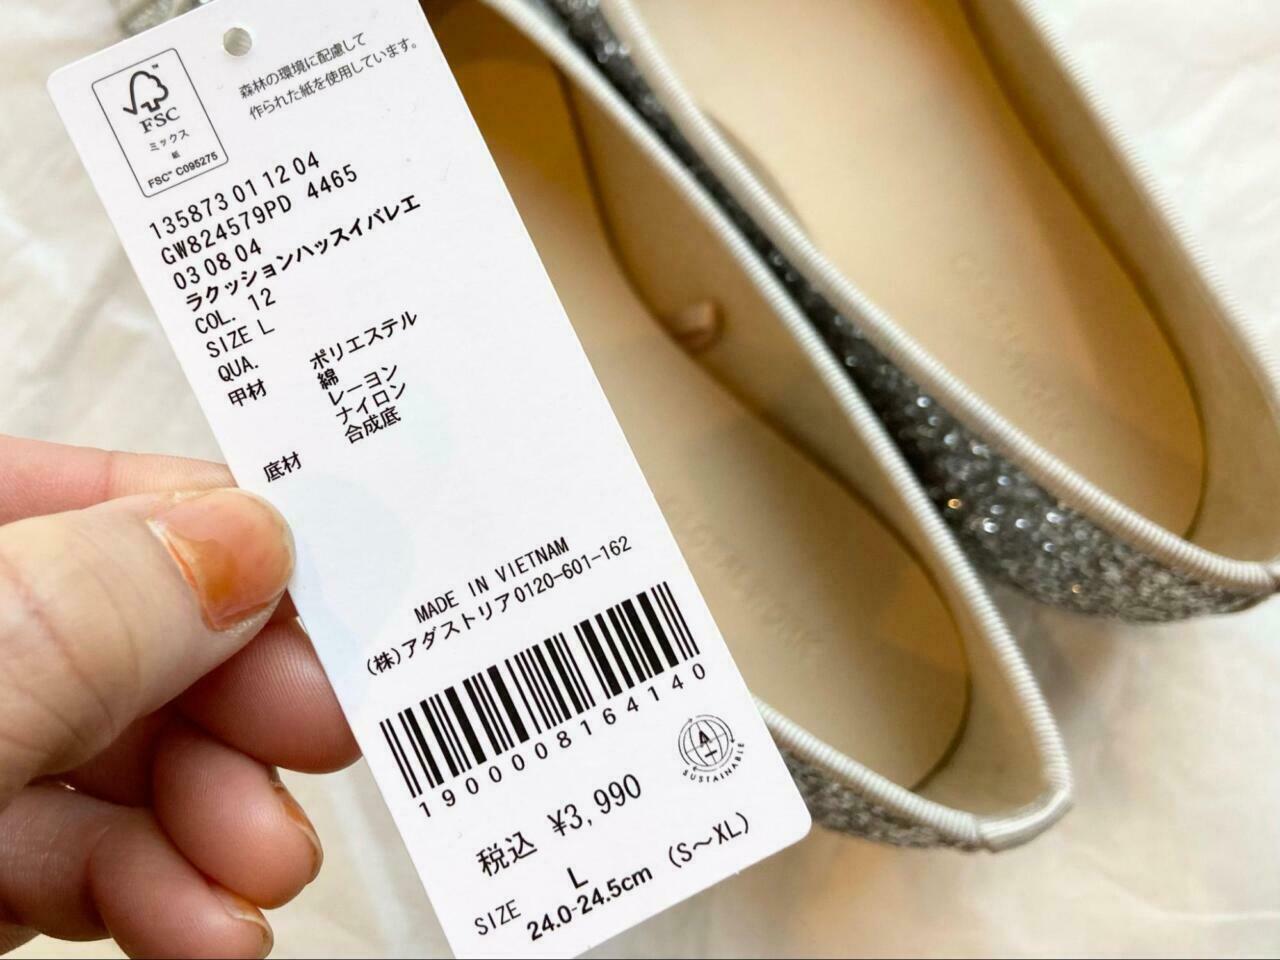 FSC™
ミックス
紙
FSC™ C095275
森林の環境に配慮して
作られた紙を使用しています。
135873 01 12 04
GW824579PD 4465
03 08 04
ラクッションハッスイバレエ
COL. 12
SIZE L
QUA.
甲材 ポリエステル
綿
レーヨン
ナイロン
底材 合成底
MADE IN VIETNAM
(株)アダストリア0120-601-162
1900008164140
SUSTAINABLE
税込 ¥3,990
SIZE L
24.0-24.5cm (S〜XL)